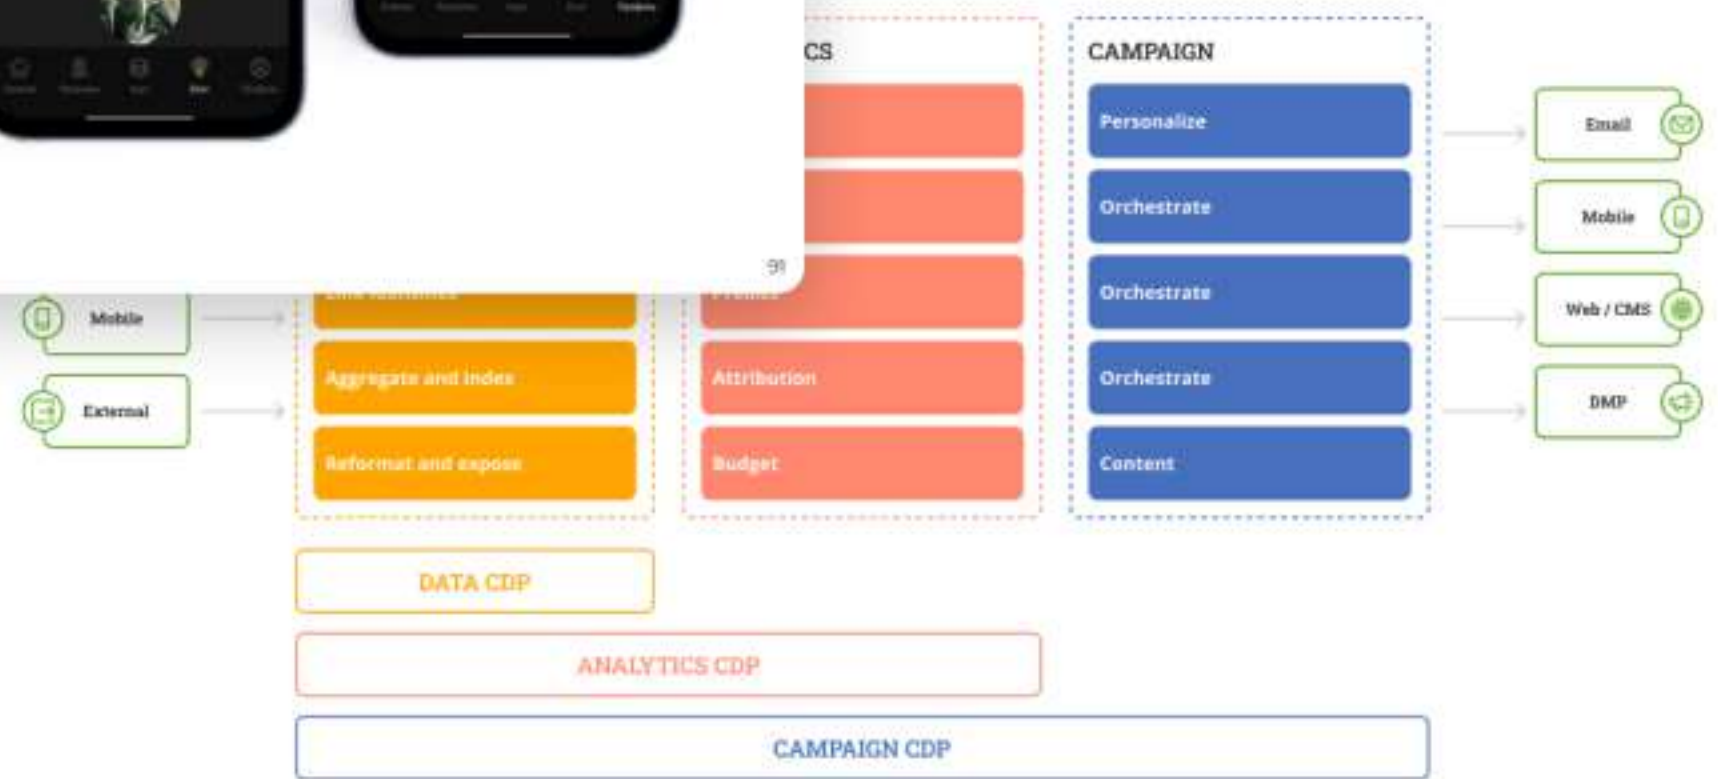 CS
CAMPAIGN
Personalize
Email
Orchestrate
Mobile
91
Mobile
Orchestrate
Web / CMS
External
Aggregate and index
Attribution
Orchestrate
DMP
Reformat and expose
Budget
Content
DATA CDP
ANALYTICS CDP
CAMPAIGN CDP